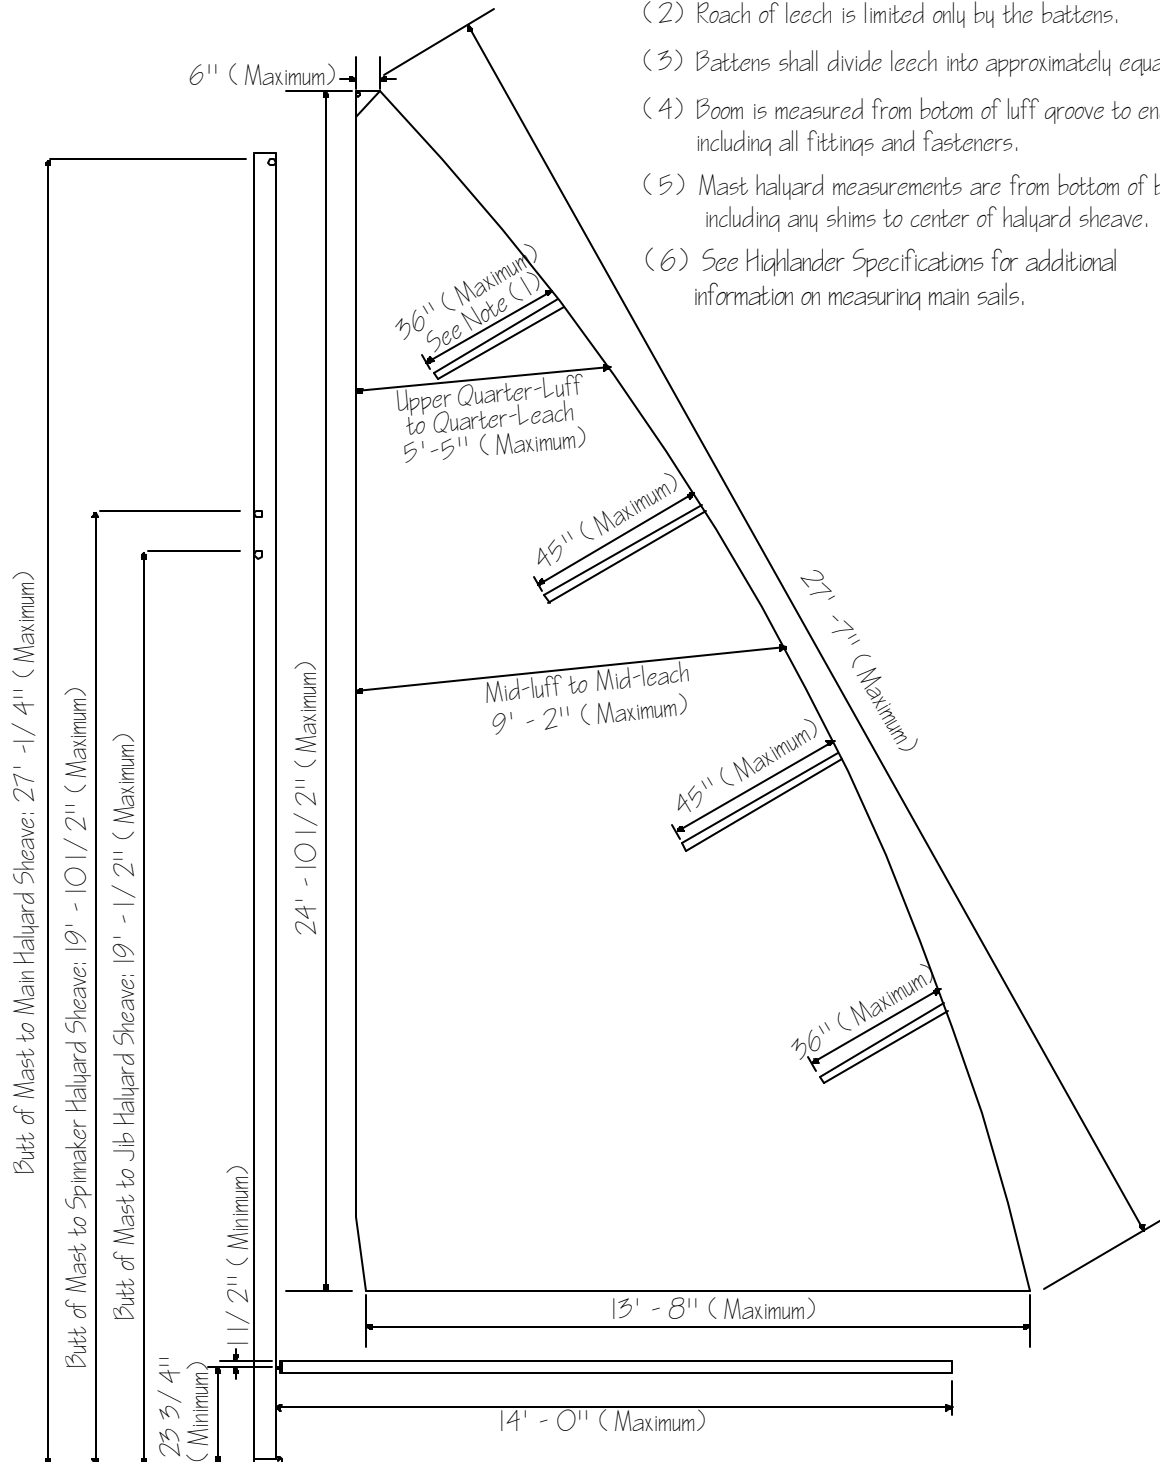 (2) Roach of leech is limited only by the battens.
(3) Battens shall divide leech into approximately equa
(4) Boom is measured from botom of luff groove to en
including all fittings and fasteners.
(5) Mast halyard measurements are from bottom of b
including any shims to center of halyard sheave.
(6) See Highlander Specifications for additional
information on measuring main sails.
6" (Maximum)
36" (Maximum)
See Note (1)
Upper Quarter-Luff
to Quarter-Leach
5'-5" (Maximum)
45" (Maximum)
27' -7" (Maximum)
Mid-luff to Mid-leach
9' - 2" (Maximum)
45" (Maximum)
36" (Maximum)
Butt of Mast to Main Halyard Sheave: 27' -1/4" (Maximum)
Butt of Mast to Spinnaker Halyard Sheave: 19' - 10 1/2" (Maximum)
Butt of Mast to Jib Halyard Sheave: 19' - 1/2" (Maximum)
24' - 10 1/2" (Maximum)
1 1/2" (Minimum)
23 3/4"
(Minimum)
13' - 8" (Maximum)
14' - 0" (Maximum)